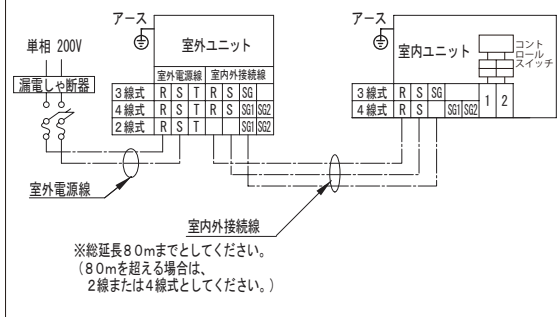 アース
単相 200V
漏電しゃ断器
室外ユニット
室外電源線 室内外接続線
3線式 R S T R S SG
4線式 R S T R S SG1 SG2
2線式 R S T SG1 SG2
室外電源線
室内外接続線
※総延長80mまでとしてください。
(80mを超える場合は、
2線または4線式としてください。)
アース
室内ユニット
コント
ロール
スイッチ
3線式 R S SG
4線式 R S SG1 SG2
1 2